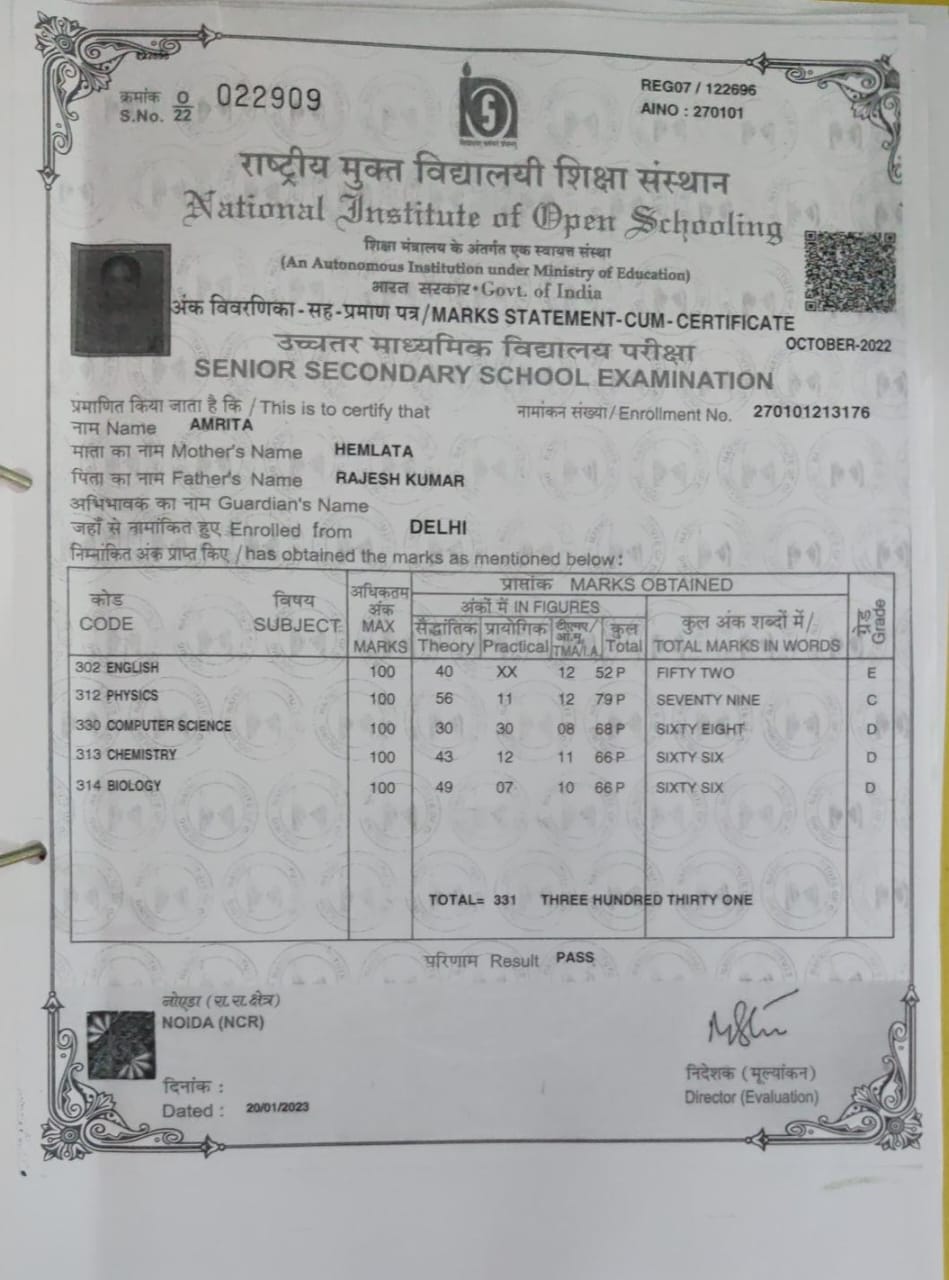 क्रमांक O 022909
S.No. 22
REG07 / 122696
AINO : 270101
राष्ट्रीय मुक्त विद्यालयी शिक्षा संस्थान
National Institute of Open Schooling
शिक्षा मंत्रालय के अंतर्गत एक स्वायत्त संस्था
(An Autonomous Institution under Ministry of Education)
भारत सरकार•Govt. of India
अंक विवरणिका-सह-प्रमाण पत्र/MARKS STATEMENT-CUM-CERTIFICATE
उच्चतर माध्यमिक विद्यालय परीक्षा OCTOBER-2022
SENIOR SECONDARY SCHOOL EXAMINATION
प्रमाणित किया जाता है कि / This is to certify that नामांकन संख्या/Enrollment No. 270101213176
नाम Name AMRITA
माता का नाम Mother's Name HEMLATA
पिता का नाम Father's Name RAJESH KUMAR
अभिभावक का नाम Guardian's Name
जहाँ से नामांकित हुए Enrolled from DELHI
निम्नांकित अंक प्राप्त किए / has obtained the marks as mentioned below:
कोड CODE विषय SUBJECT अधिकतम अंक MAX MARKS प्राप्तांक MARKS OBTAINED ग्रेड Grade
अंकों में IN FIGURES कुल अंक शब्दों में/ TOTAL MARKS IN WORDS
सैद्धांतिक Theory प्रायोगिक Practical टीएमए/आं.मू. TMA/I.A. कुल Total
302 ENGLISH 100 40 XX 12 52 P FIFTY TWO E
312 PHYSICS 100 56 11 12 79 P SEVENTY NINE C
330 COMPUTER SCIENCE 100 30 30 08 68 P SIXTY EIGHT D
313 CHEMISTRY 100 43 12 11 66 P SIXTY SIX D
314 BIOLOGY 100 49 07 10 66 P SIXTY SIX D
TOTAL= 331 THREE HUNDRED THIRTY ONE
परिणाम Result PASS
नोएडा (रा.रा.क्षेत्र)
NOIDA (NCR)
दिनांक :
Dated : 20/01/2023
निदेशक (मूल्यांकन)
Director (Evaluation)